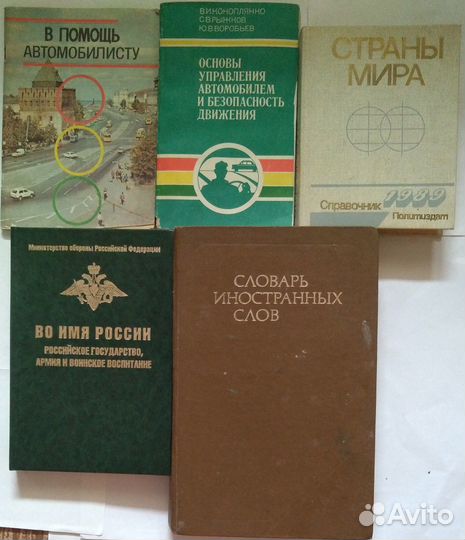 В ПОМОЩЬ
АВТОМОБИЛИСТУ
В.И.КОНОПЛЯНКО
С.В.РЫЖКОВ
Ю.В.ВОРОБЬЕВ
ОСНОВЫ
УПРАВЛЕНИЯ
АВТОМОБИЛЕМ
И БЕЗОПАСНОСТЬ
ДВИЖЕНИЯ
СТРАНЫ
МИРА
Справочник 1989
Политиздат
Министерство обороны Российской Федерации
ВО ИМЯ РОССИИ
РОССИЙСКОЕ ГОСУДАРСТВО,
АРМИЯ И ВОИНСКОЕ ВОСПИТАНИЕ
СЛОВАРЬ
ИНОСТРАННЫХ
СЛОВ
Avito